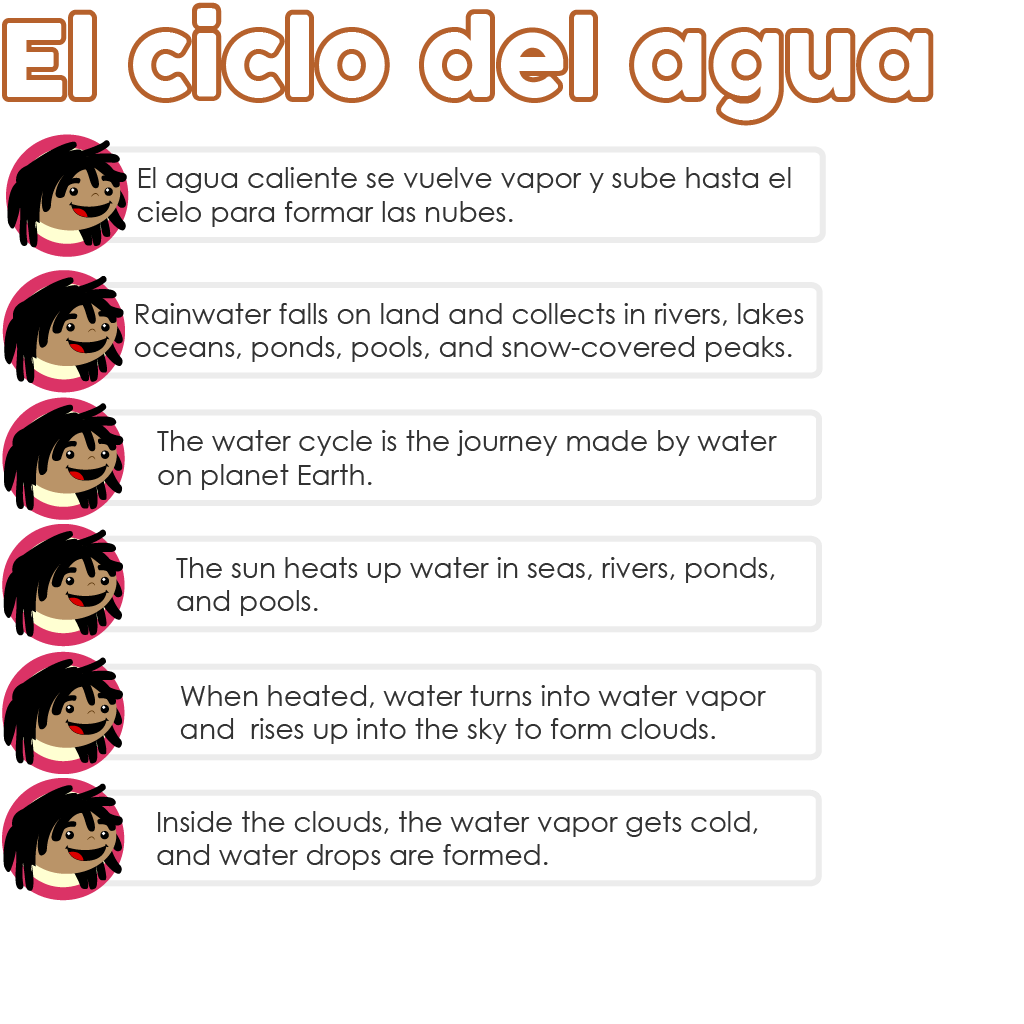 El ciclo del agua
El agua caliente se vuelve vapor y sube hasta el
cielo para formar las nubes.
Rainwater falls on land and collects in rivers, lakes
oceans, ponds, pools, and snow-covered peaks.
The water cycle is the journey made by water
on planet Earth.
The sun heats up water in seas, rivers, ponds,
and pools.
When heated, water turns into water vapor
and  rises up into the sky to form clouds.
Inside the clouds, the water vapor gets cold,
and water drops are formed.